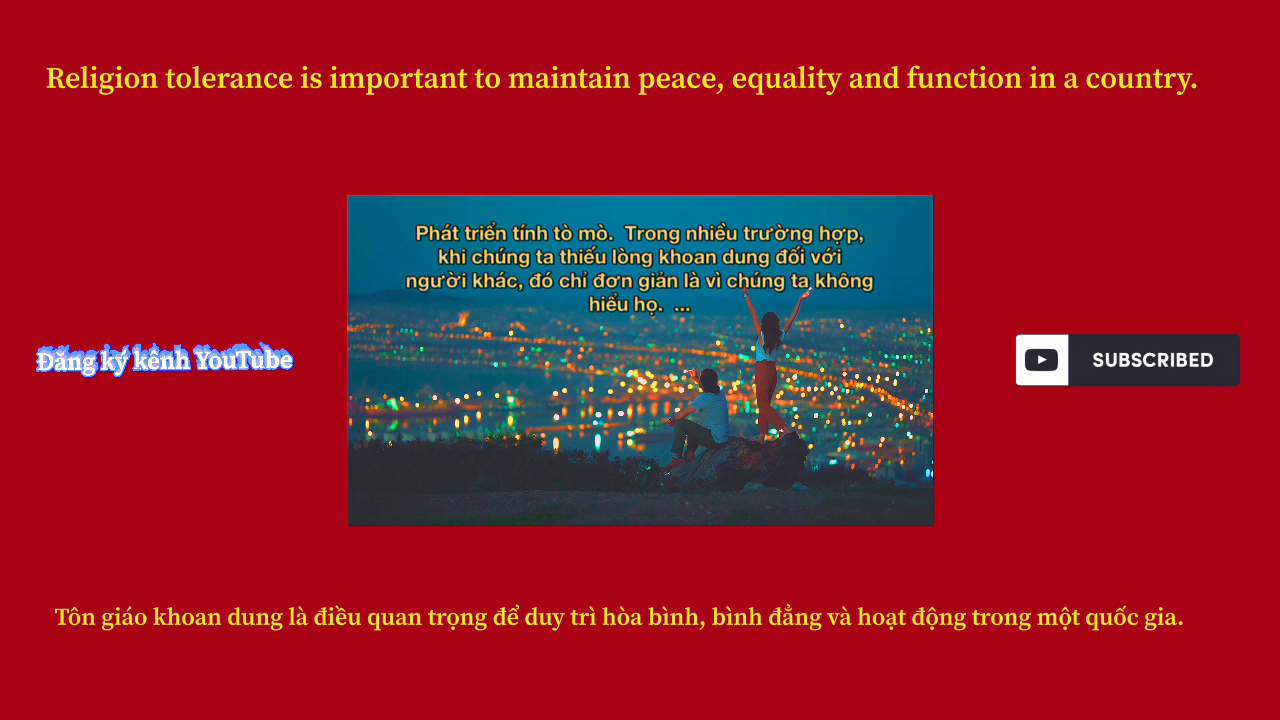 Religion tolerance is important to maintain peace, equality and function in a country.
Phát triển tính tò mò. Trong nhiều trường hợp,
khi chúng ta thiếu lòng khoan dung đối với
người khác, đó chỉ đơn giản là vì chúng ta không
hiểu họ. ...
Đăng ký kênh YouTube
SUBSCRIBED
Tôn giáo khoan dung là điều quan trọng để duy trì hòa bình, bình đẳng và hoạt động trong một quốc gia.